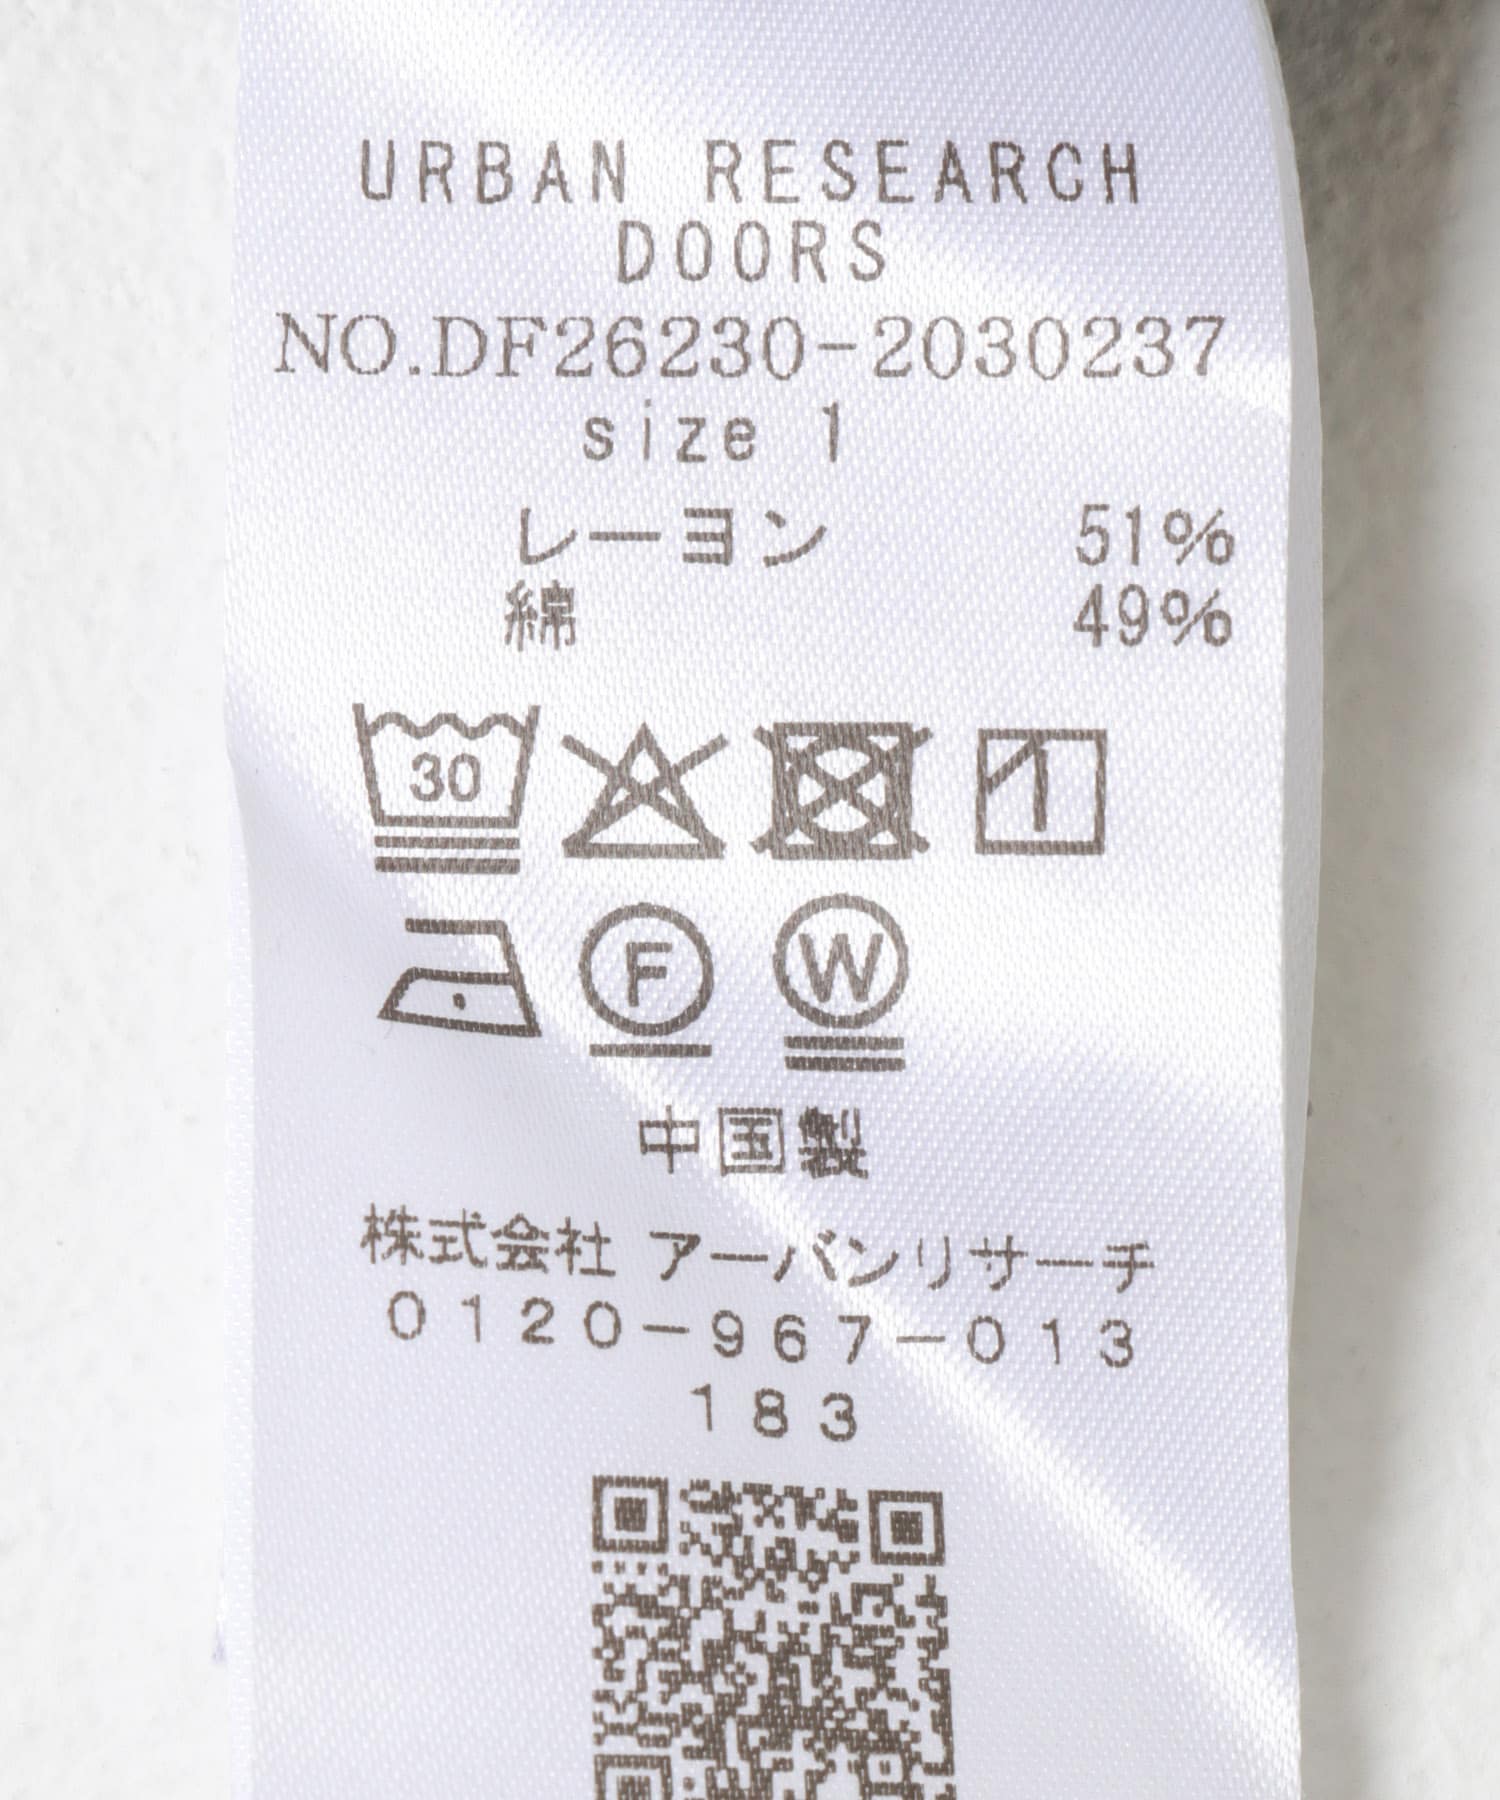 URBAN RESEARCH
DOORS
NO.DF26230-2030237
size 1
レーヨン 51%
綿 49%
30
F
W
中国製
株式会社 アーバンリサーチ
0120-967-013
183